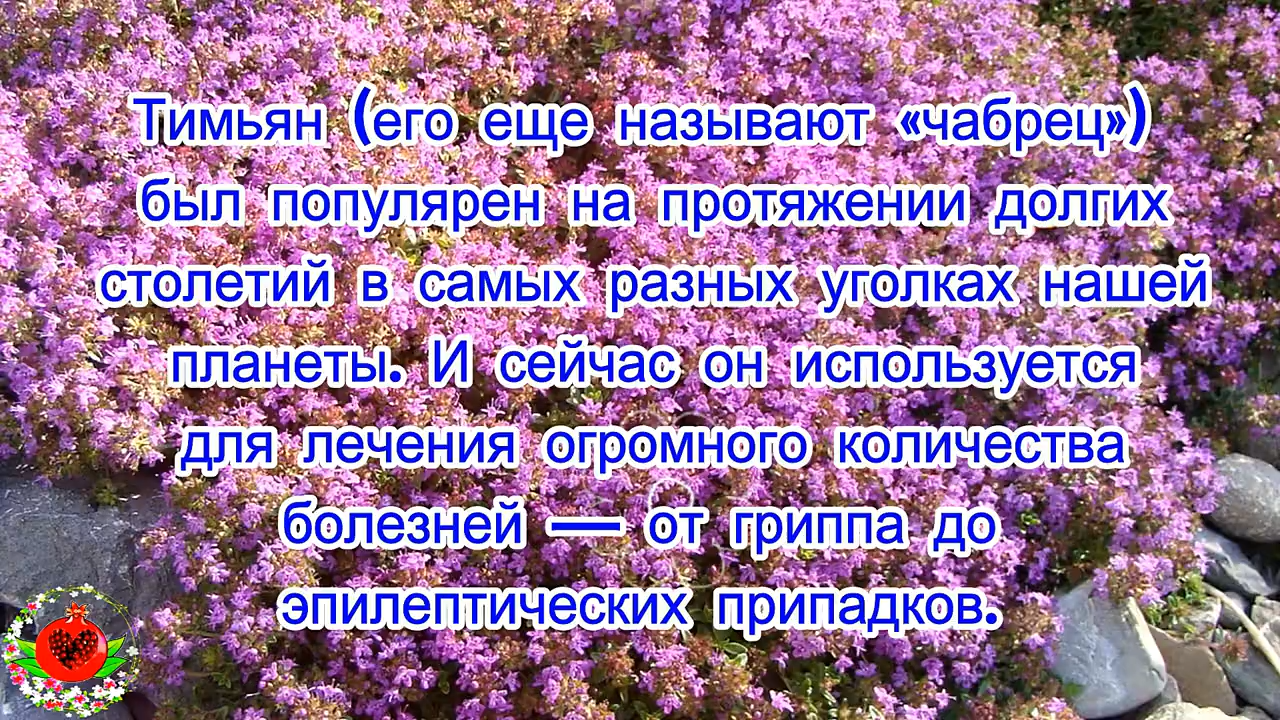 Тимьян (его еще называют «чабрец»)
был популярен на протяжении долгих
столетий в самых разных уголках нашей
планеты. И сейчас он используется
для лечения огромного количества
болезней — от гриппа до
эпилептических припадков.